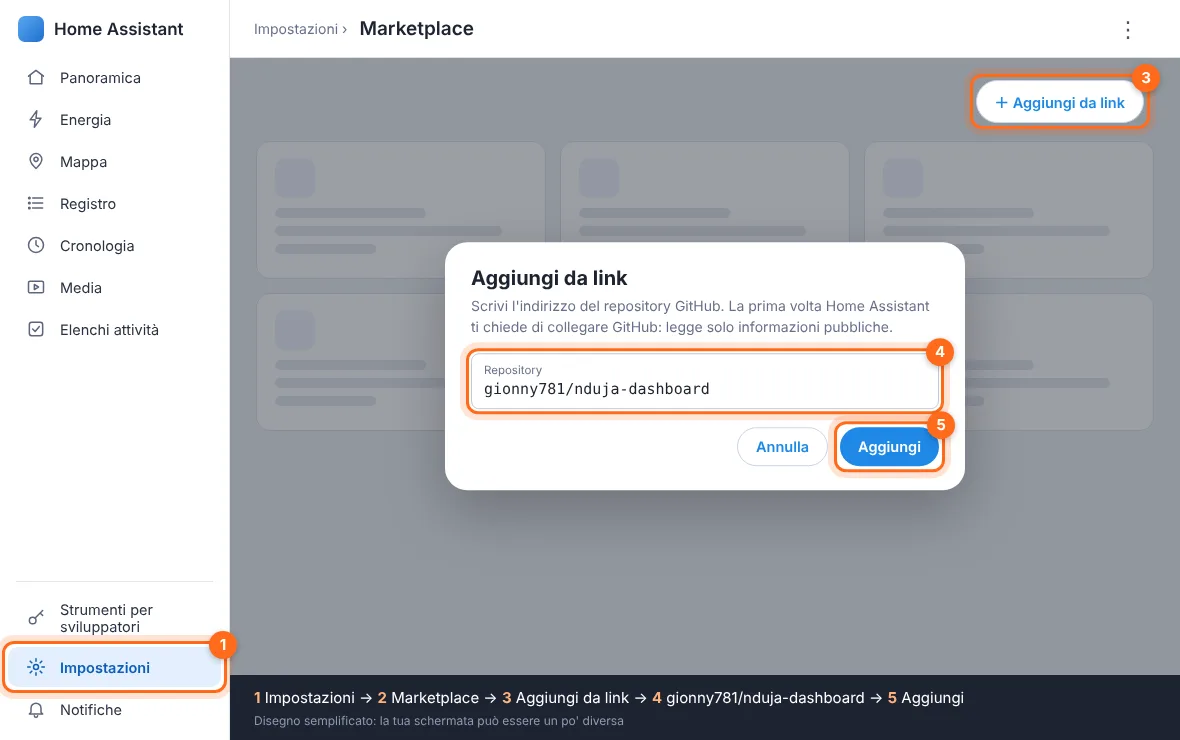 Home Assistant
Panoramica
Energia
Mappa
Registro
Cronologia
Media
Elenchi attività
Strumenti per
sviluppatori
1
Impostazioni
Notifiche
Impostazioni › Marketplace
3
+ Aggiungi da link
Aggiungi da link
Scrivi l'indirizzo del repository GitHub. La prima volta Home Assistant
ti chiede di collegare GitHub: legge solo informazioni pubbliche.
4
Repository
gionny781/nduja-dashboard
5
Annulla
Aggiungi
1 Impostazioni → 2 Marketplace → 3 Aggiungi da link → 4 gionny781/nduja-dashboard → 5 Aggiungi
Disegno semplificato: la tua schermata può essere un po' diversa